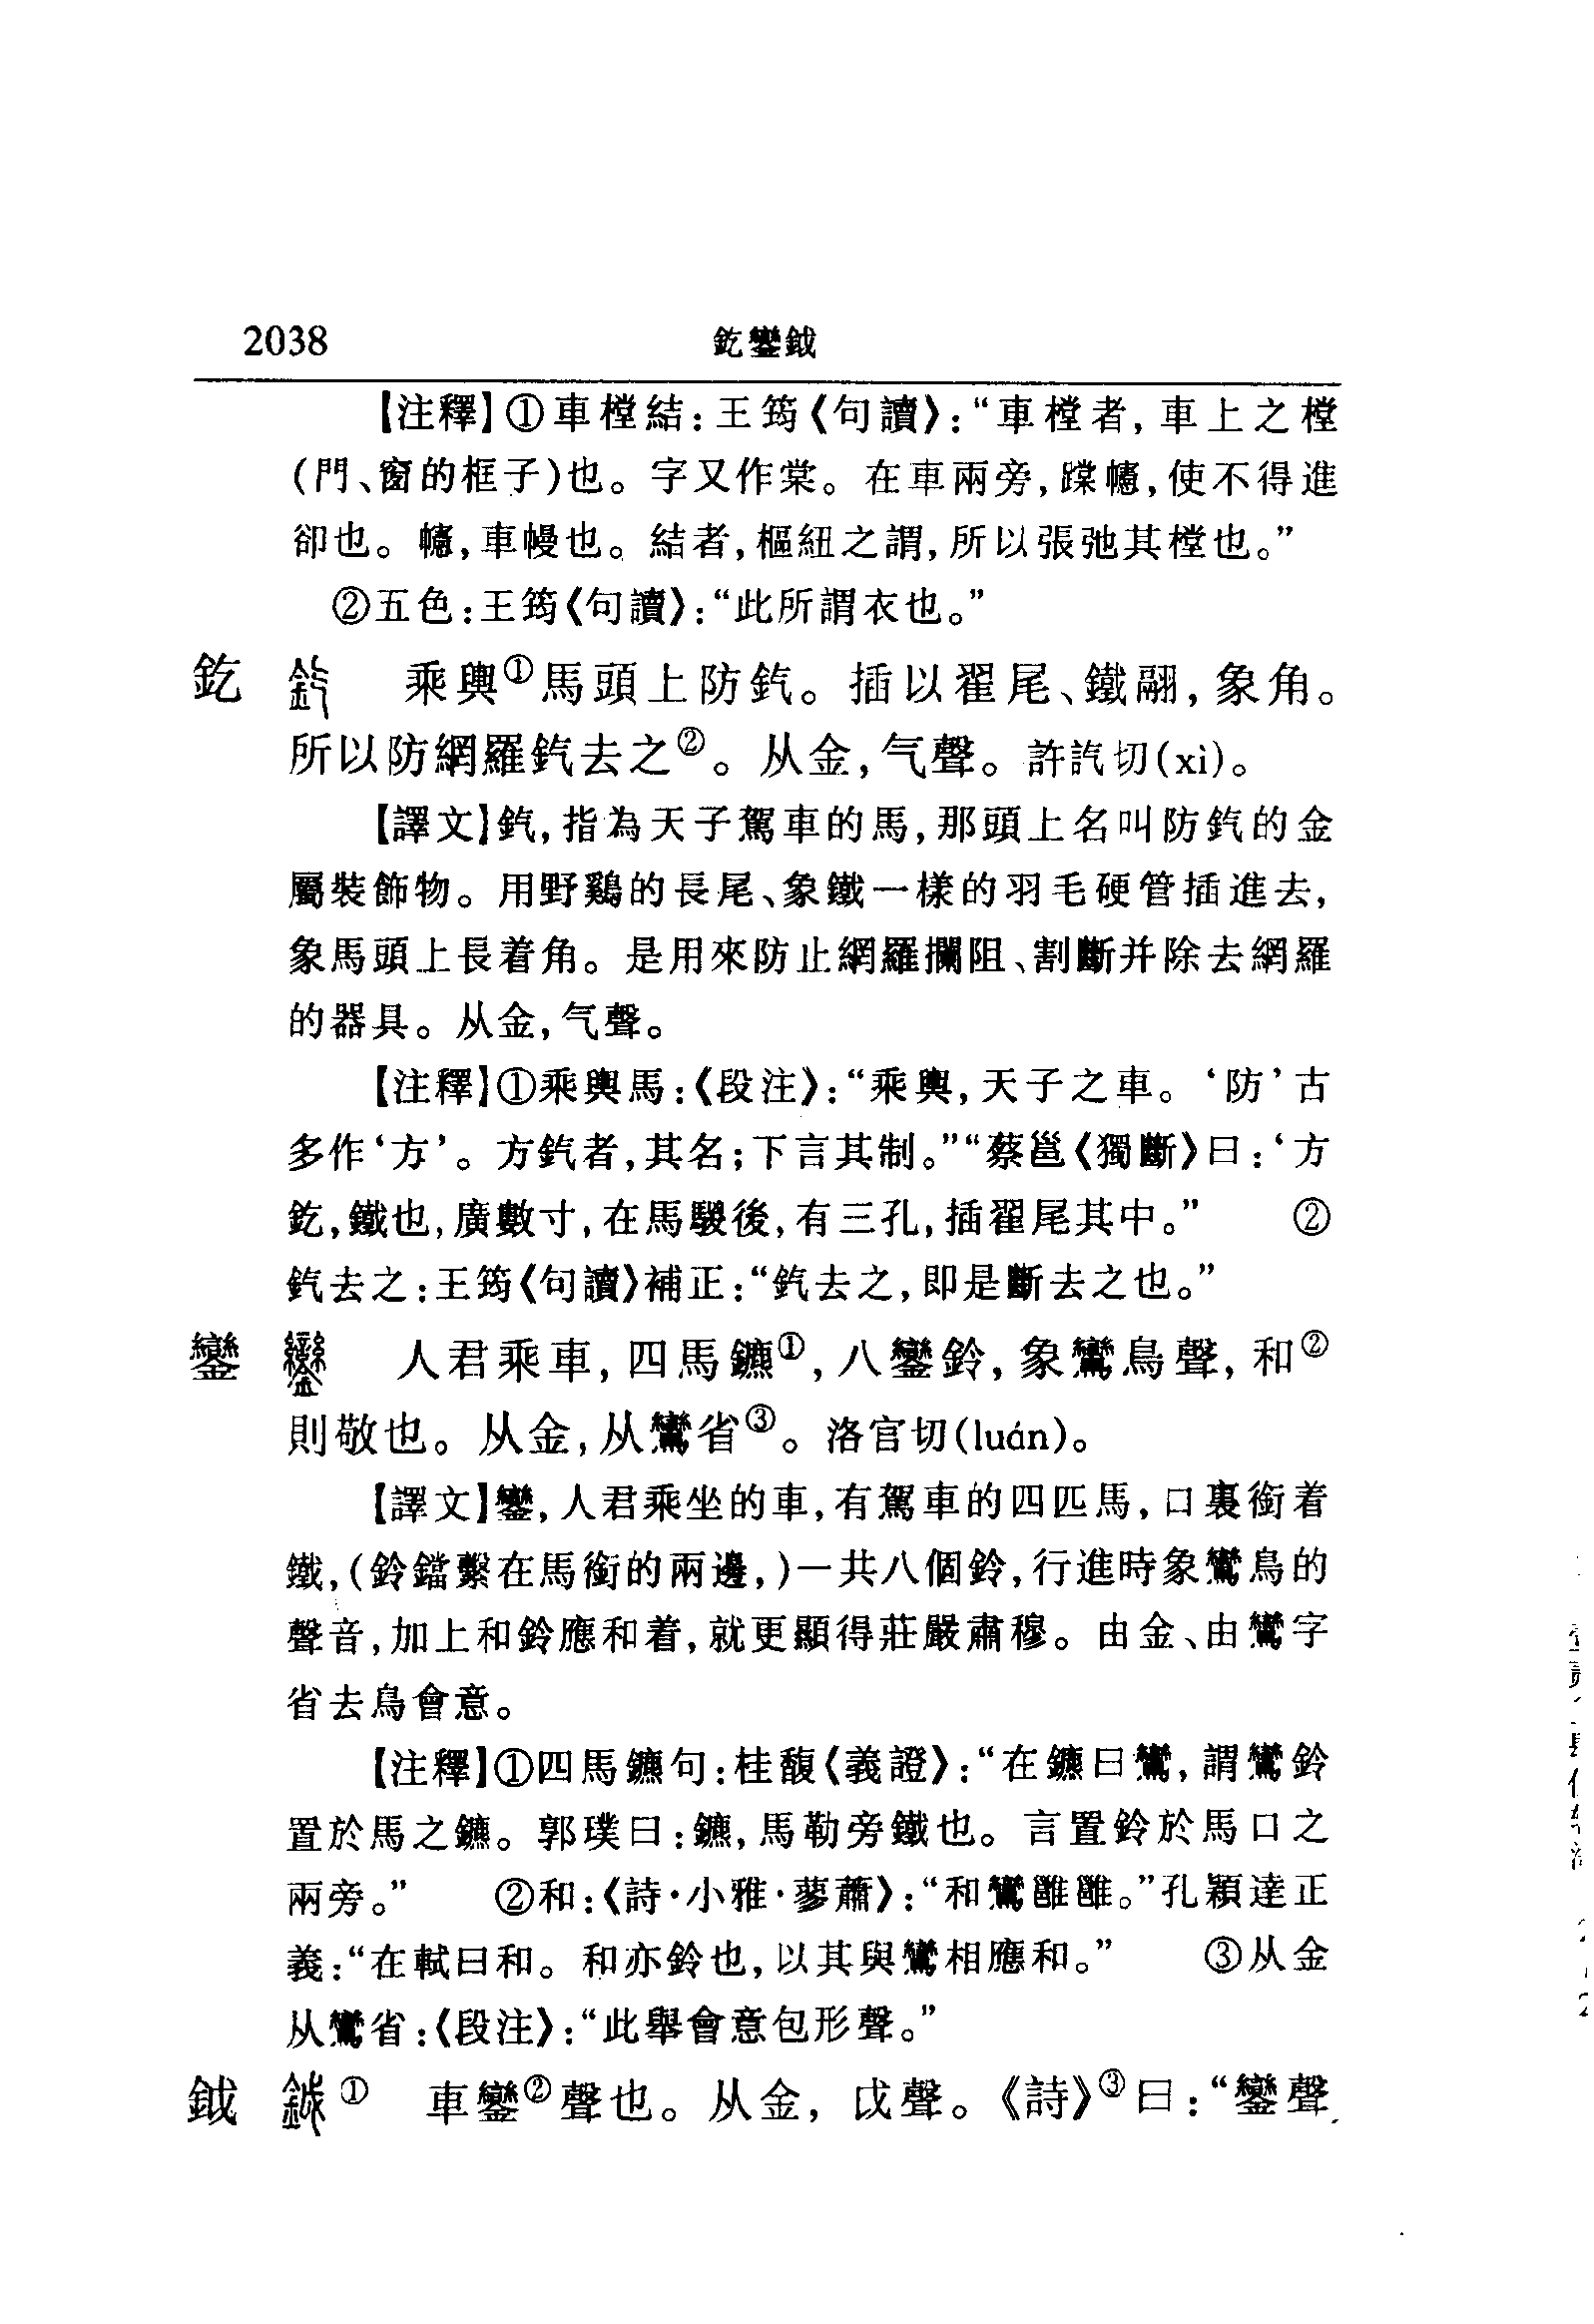 2038 釳鑾鉞
【注釋】①車樘結:王筠《句讀》:“車樘者,車上之樘
(門、窗的框子)也。字又作棠。在車兩旁,䠀幰,使不得進
卻也。幰,車幔也。結者,樞紐之謂,所以張弛其樘也。”
②五色:王筠《句讀》:“此所謂衣也。”
釳 乘輿①馬頭上防釳。插以翟尾、鐵翮,象角。
所以防網羅釳去之②。从金,气聲。許訖切(xì)。
【譯文】釳,指為天子駕車的馬,那頭上名叫防釳的金
屬裝飾物。用野鷄的長尾、象鐵一樣的羽毛硬管插進去,
象馬頭上長着角。是用來防止網羅攔阻、割斷并除去網羅
的器具。从金,气聲。
【注釋】①乘輿馬:《段注》:“乘輿,天子之車。‘防’古
多作‘方’。方釳者,其名;下言其制。”“蔡邕《獨斷》曰:‘方
釳,鐵也,廣數寸,在馬騣後,有三孔,插翟尾其中。” ②
釳去之:王筠《句讀》補正:“釳去之,即是斷去之也。”
鑾 人君乘車,四馬鑣①,八鑾鈴,象鸞鳥聲,和②
則敬也。从金,从鸞省③。洛官切(luán)。
【譯文】鑾,人君乘坐的車,有駕車的四匹馬,口裏銜着
鐵,(鈴鐺繫在馬銜的兩邊,)一共八個鈴,行進時象鸞鳥的
聲音,加上和鈴應和着,就更顯得莊嚴肅穆。由金、由鸞字
省去鳥會意。
【注釋】①四馬鑣句:桂馥《義證》:“在鑣曰鸞,謂鸞鈴
置於馬之鑣。郭璞曰:鑣,馬勒旁鐵也。言置鈴於馬口之
兩旁。” ②和:《詩·小雅·蓼蕭》:“和鸞雝雝。”孔穎達正
義:“在軾曰和。和亦鈴也,以其與鸞相應和。” ③从金
从鸞省:《段注》:“此舉會意包形聲。”
鉞 ① 車鑾②聲也。从金,戉聲。《詩》③曰:“鑾聲